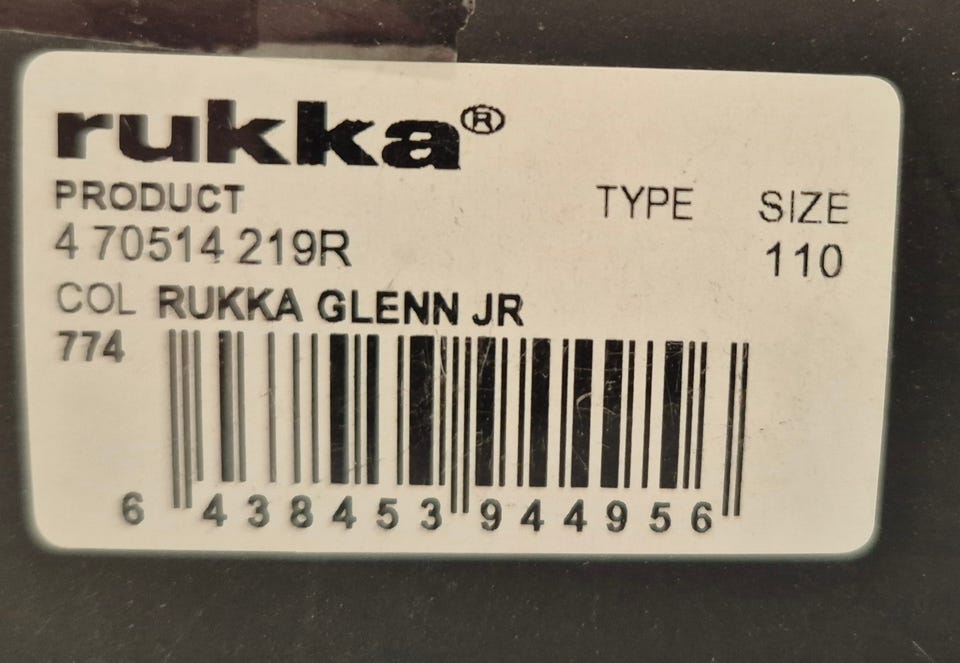 rukka®
PRODUCT TYPE SIZE
4 70514 219R 110
COL RUKKA GLENN JR
774
6 438453 944956